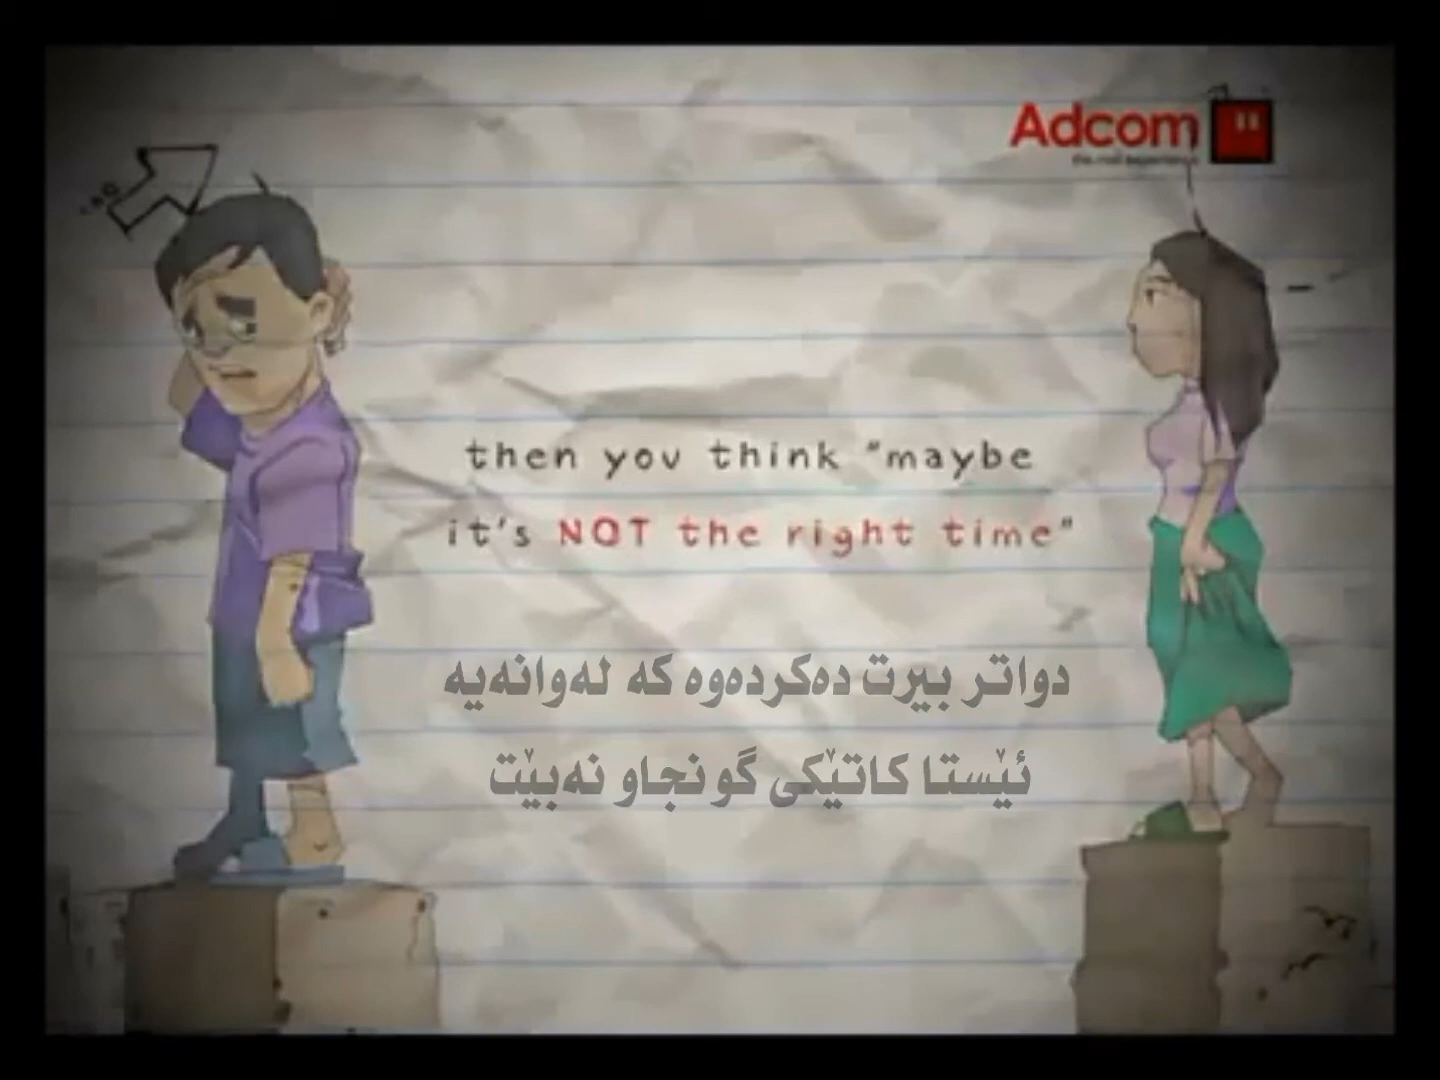 Adcom
then you think "maybe
it's NOT the right time"
دواتر بیرت دەکردەوە کە لەوانەیە
ئێستا کاتێکی گونجاو نەبێت